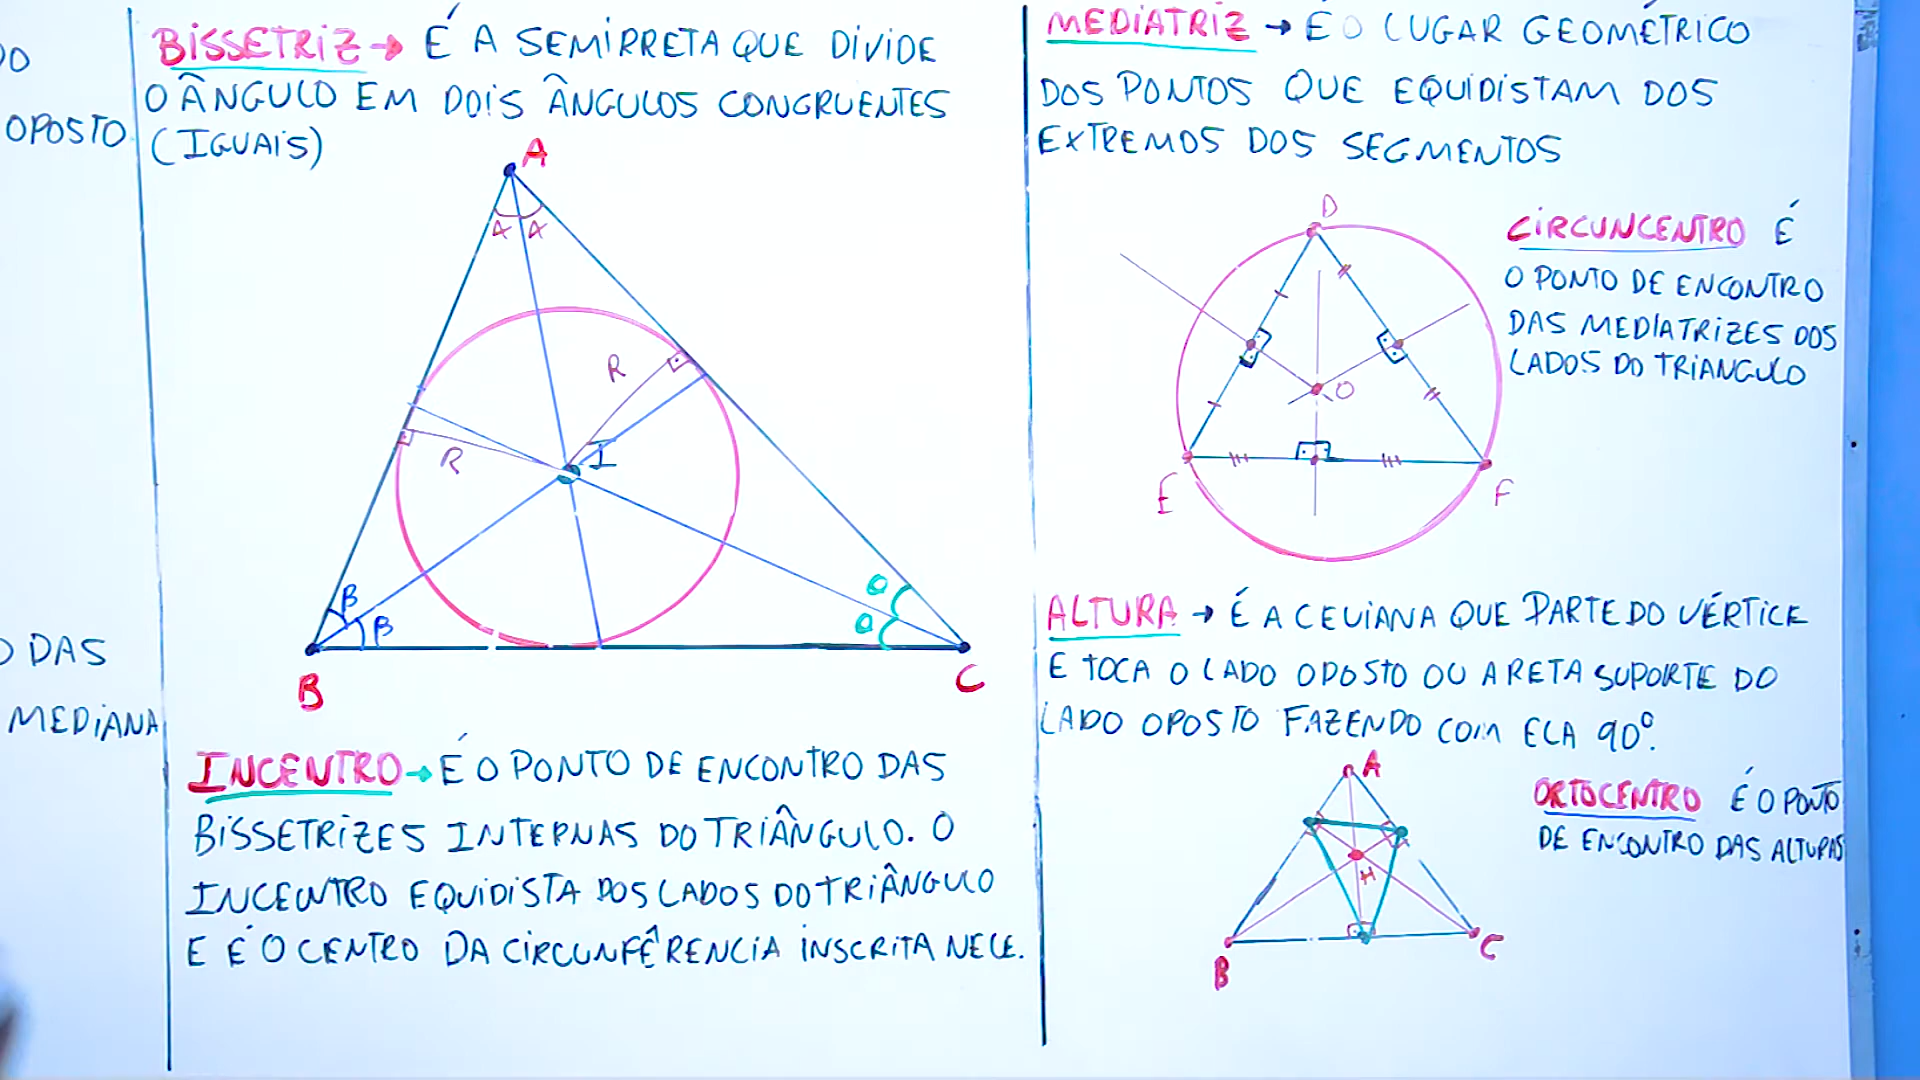 DO
OPOSTO
O DAS
MEDIANA
BISSETRIZ → É A SEMIRRETA QUE DIVIDE
O ÂNGULO EM DOIS ÂNGULOS CONGRUENTES
(IGUAIS)
A
A A
R
R
I
β
β
θ
θ
B
C
INCENTRO → É O PONTO DE ENCONTRO DAS
BISSETRIZES INTERNAS DO TRIÂNGULO. O
INCENTRO EQUIDISTA DOS LADOS DO TRIÂNGULO
E É O CENTRO DA CIRCUNFÊRENCIA INSCRITA NELE.
MEDIATRIZ → É O LUGAR GEOMÉTRICO
DOS PONTOS QUE EQUIDISTAM DOS
EXTREMOS DOS SEGMENTOS
D
O
E
F
CIRCUNCENTRO É
O PONTO DE ENCONTRO
DAS MEDIATRIZES DOS
LADOS DO TRIANGULO
ALTURA → É A CEVIANA QUE PARTE DO VÉRTICE
E TOCA O LADO OPOSTO OU A RETA SUPORTE DO
LADO OPOSTO FAZENDO COM ELA 90°.
A
H
B
C
ORTOCENTRO É O PONTO
DE ENCONTRO DAS ALTURAS